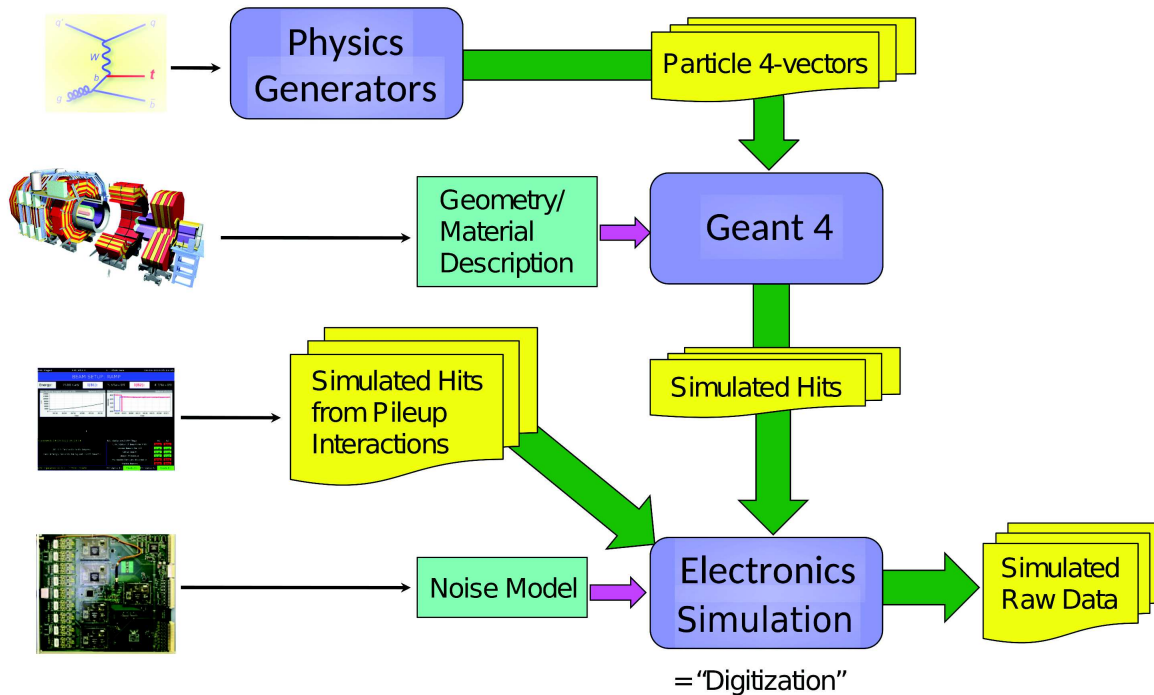 q'
q
W
b
t
g
b
Physics
Generators
Particle 4-vectors
Geometry/
Material
Description
Geant 4
Simulated Hits
from Pileup
Interactions
Simulated Hits
Noise Model
Electronics
Simulation
Simulated
Raw Data
= “Digitization”